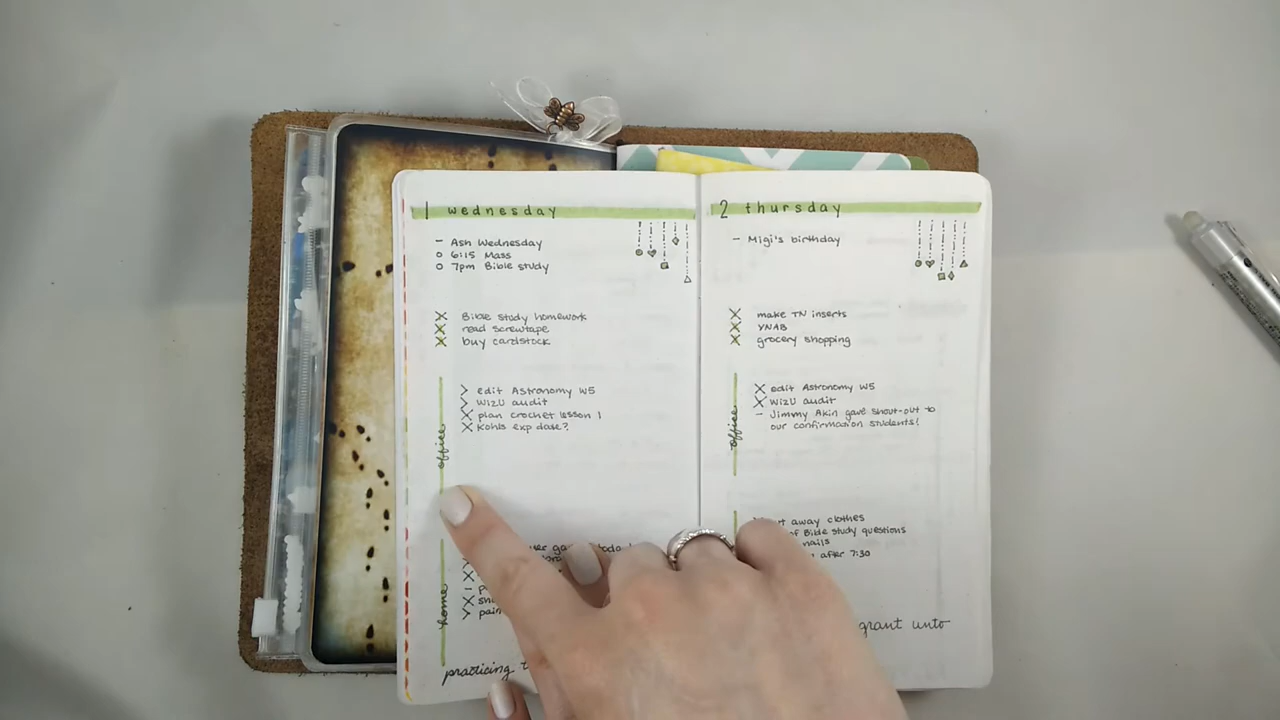 1 wednesday
- Ash Wednesday
o 6:15 Mass
o 7pm Bible study
X Bible study homework
X read screwtape
X buy cardstock
office
> edit Astronomy W5
> WizU audit
X plan crochet lesson 1
X Kohls exp date?
home
practicing
2 thursday
- Migi's birthday
X make TN inserts
X YNAB
X grocery shopping
office
X edit Astronomy W5
X WizU audit
- Jimmy Akin gave shout-out to
our confirmation students!
away clothes
of Bible study questions
nails
after 7:30
grant unto